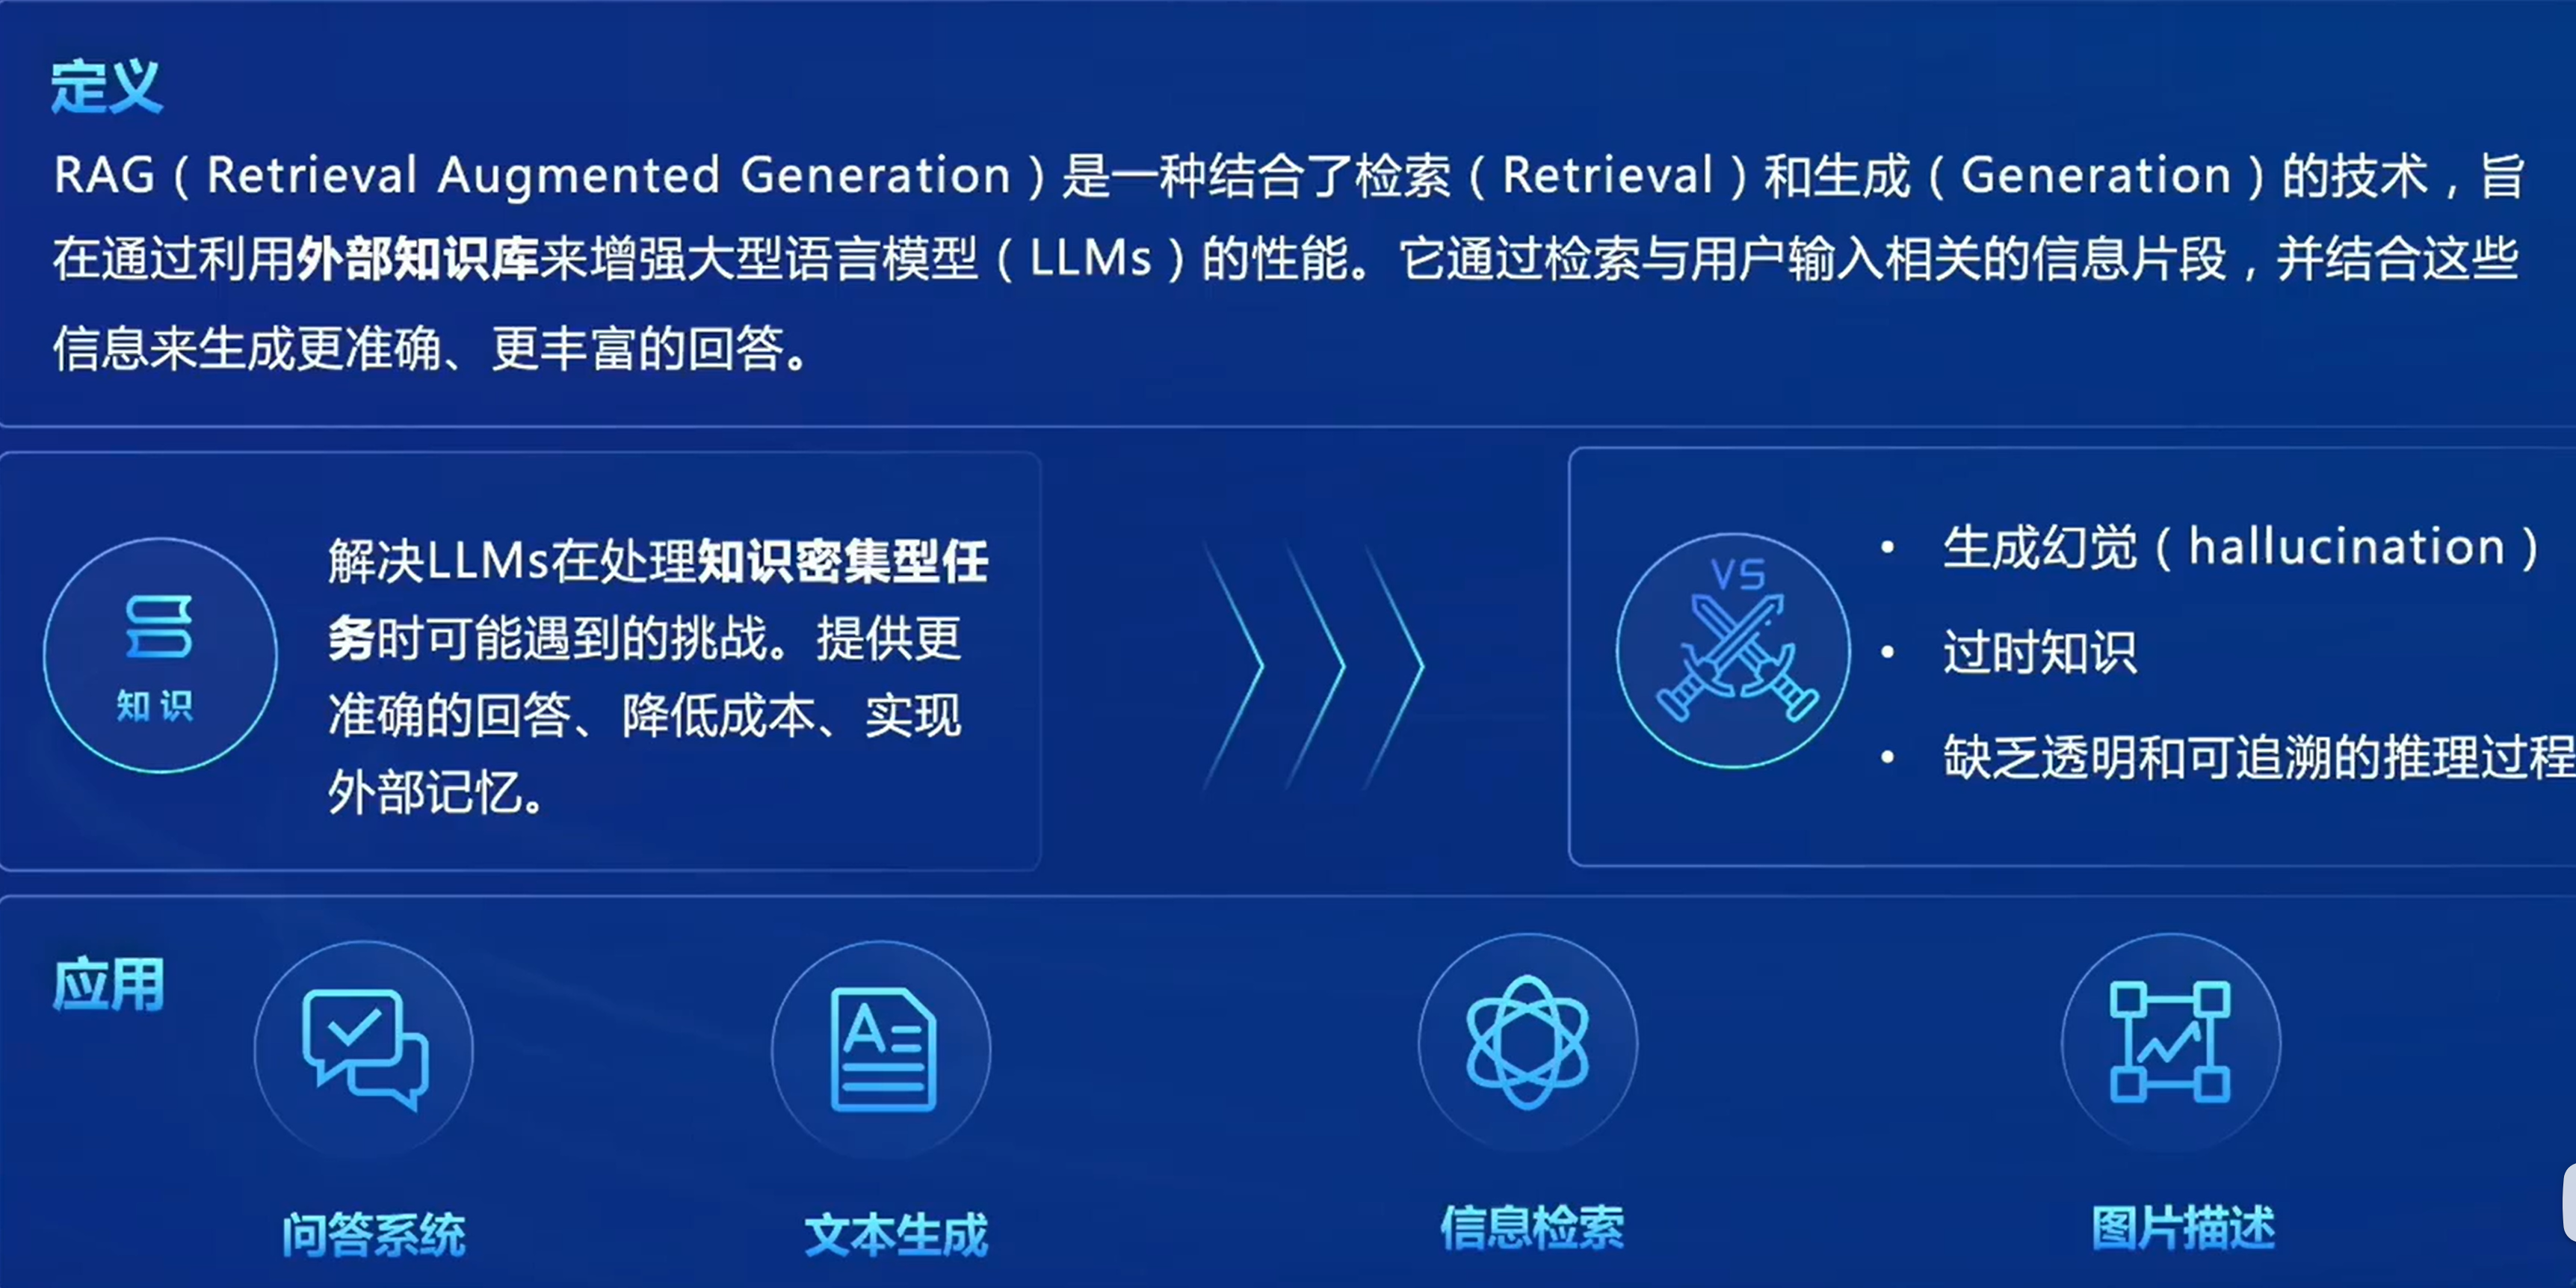 定义
RAG（Retrieval Augmented Generation）是一种结合了检索（Retrieval）和生成（Generation）的技术，旨
在通过利用外部知识库来增强大型语言模型（LLMs）的性能。它通过检索与用户输入相关的信息片段，并结合这些
信息来生成更准确、更丰富的回答。
知识
解决LLMs在处理知识密集型任
务时可能遇到的挑战。提供更
准确的回答、降低成本、实现
外部记忆。
VS
• 生成幻觉（hallucination）
• 过时知识
• 缺乏透明和可追溯的推理过程
应用
A
问答系统
文本生成
信息检索
图片描述